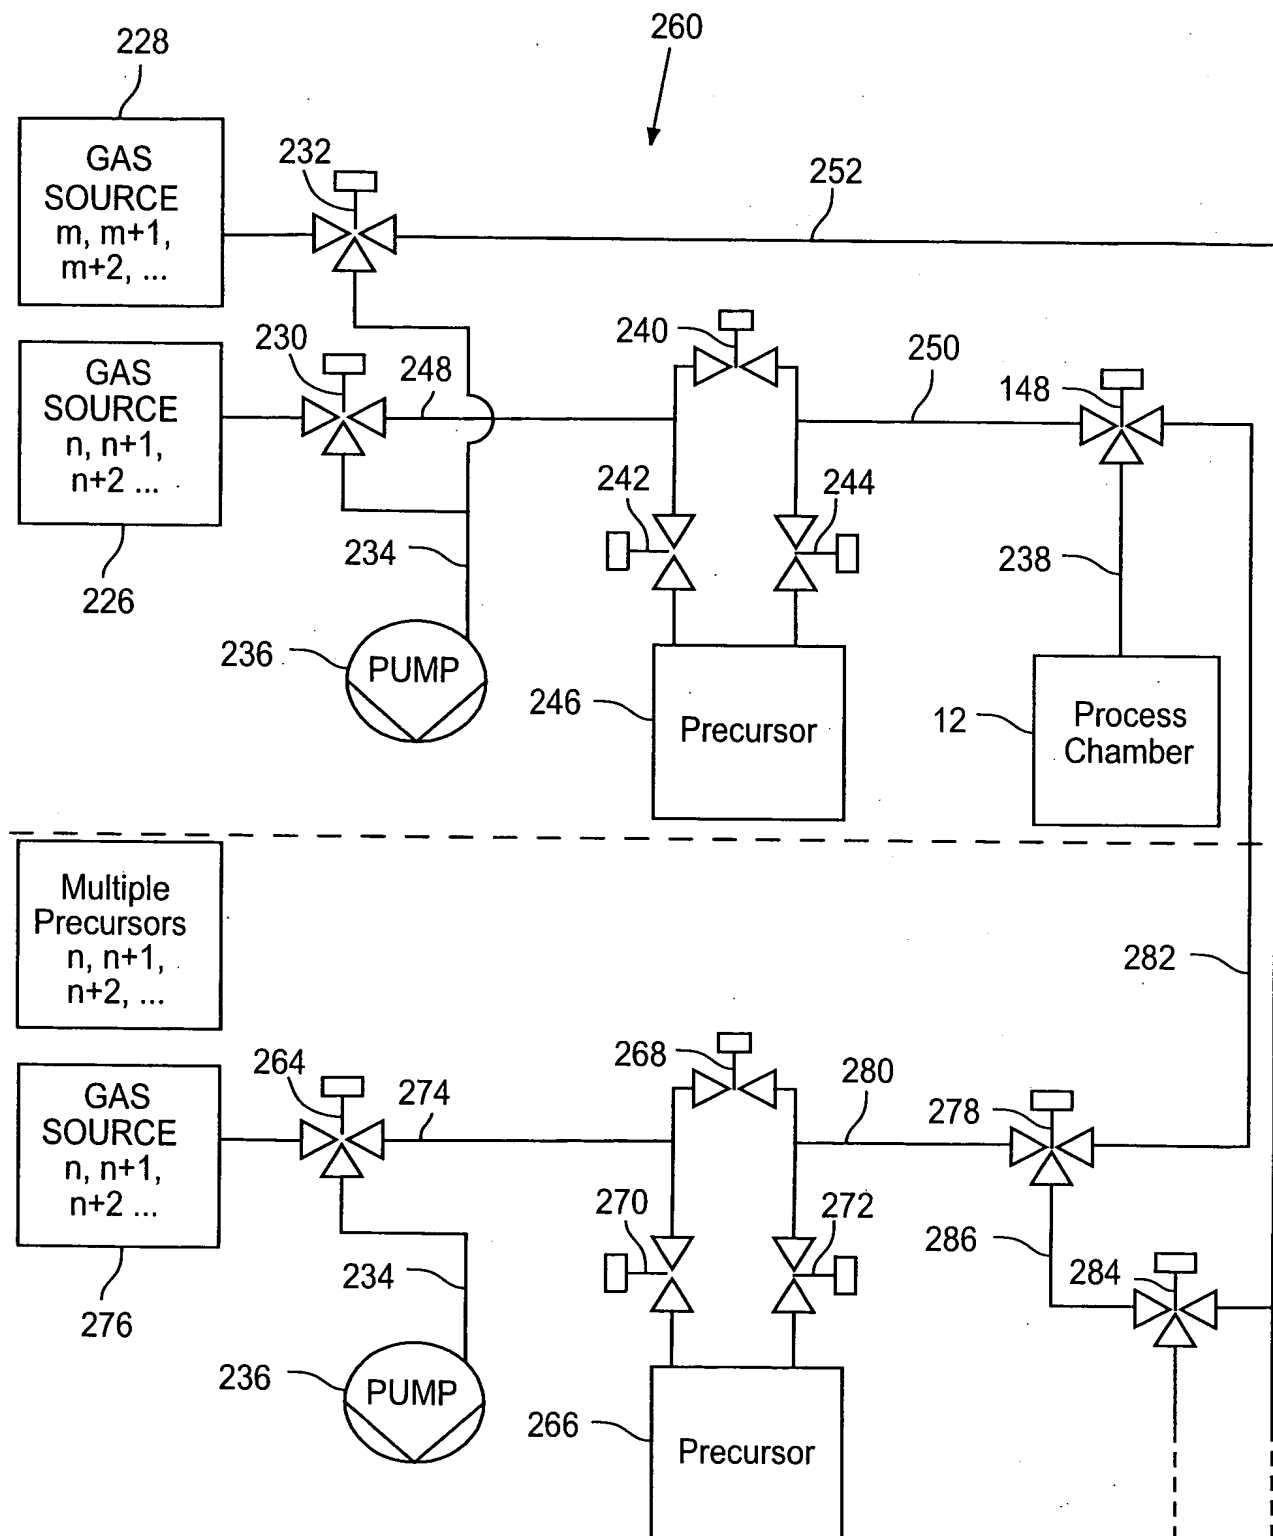 260
228
GAS
SOURCE
m, m+1,
m+2, ...
232
252
GAS
SOURCE
n, n+1,
n+2 ...
226
230
248
240
250
148
242
244
234
238
236
PUMP
246
Precursor
12
Process
Chamber
Multiple
Precursors
n, n+1,
n+2, ...
282
GAS
SOURCE
n, n+1,
n+2 ...
276
264
274
268
280
278
270
272
286
284
234
236
PUMP
266
Precursor